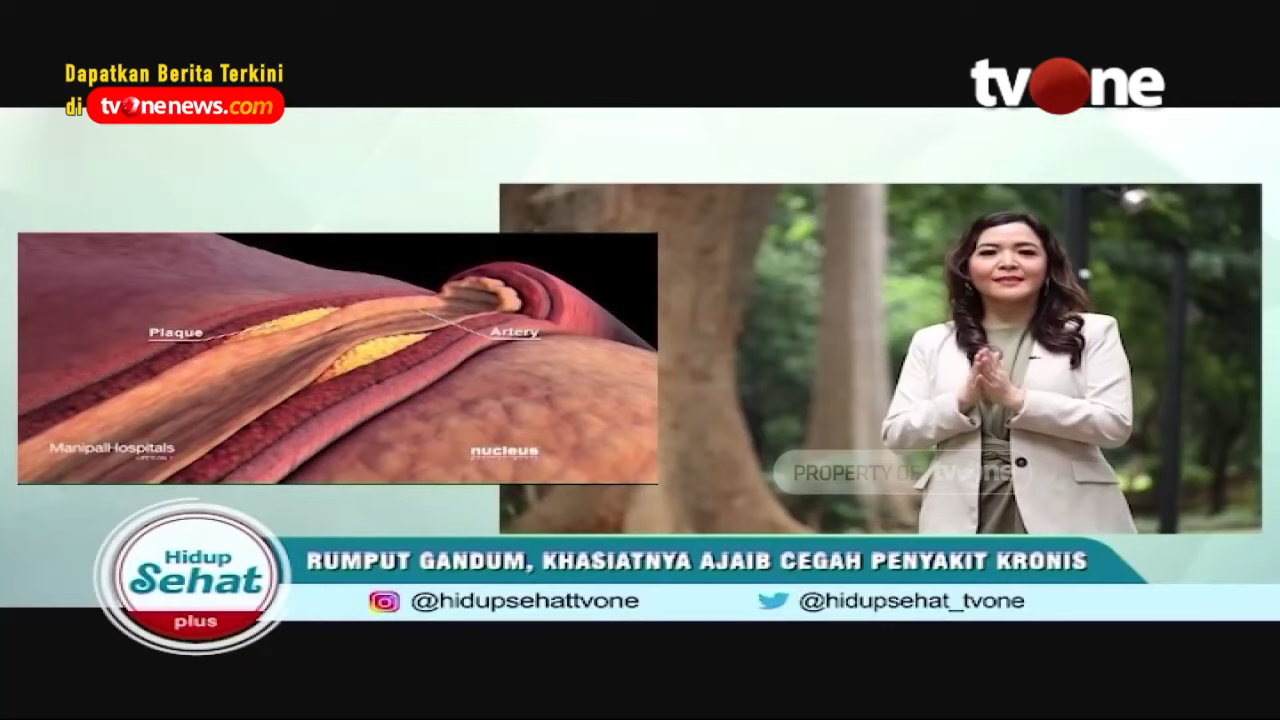 Dapatkan Berita Terkini
di tvOnenews.com
tvOne
Plaque
Artery
ManipalHospitals
nucleus
PROPERTY OF tvOne
Hidup
Sehat
plus
RUMPUT GANDUM, KHASIATNYA AJAIB CEGAH PENYAKIT KRONIS
@hidupsehattvone
@hidupsehat_tvone